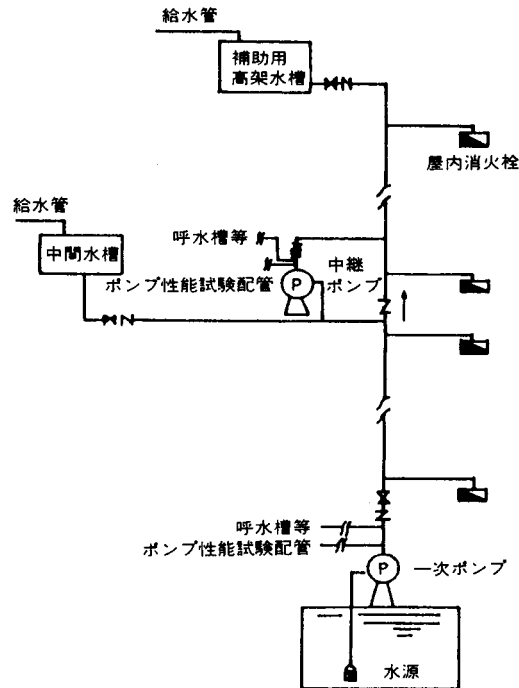 給水管
補助用
高架水槽
屋内消火栓
給水管
中間水槽
呼水槽等
中継
ポンプ性能試験配管
P
ポンプ
呼水槽等
ポンプ性能試験配管
P
一次ポンプ
水源